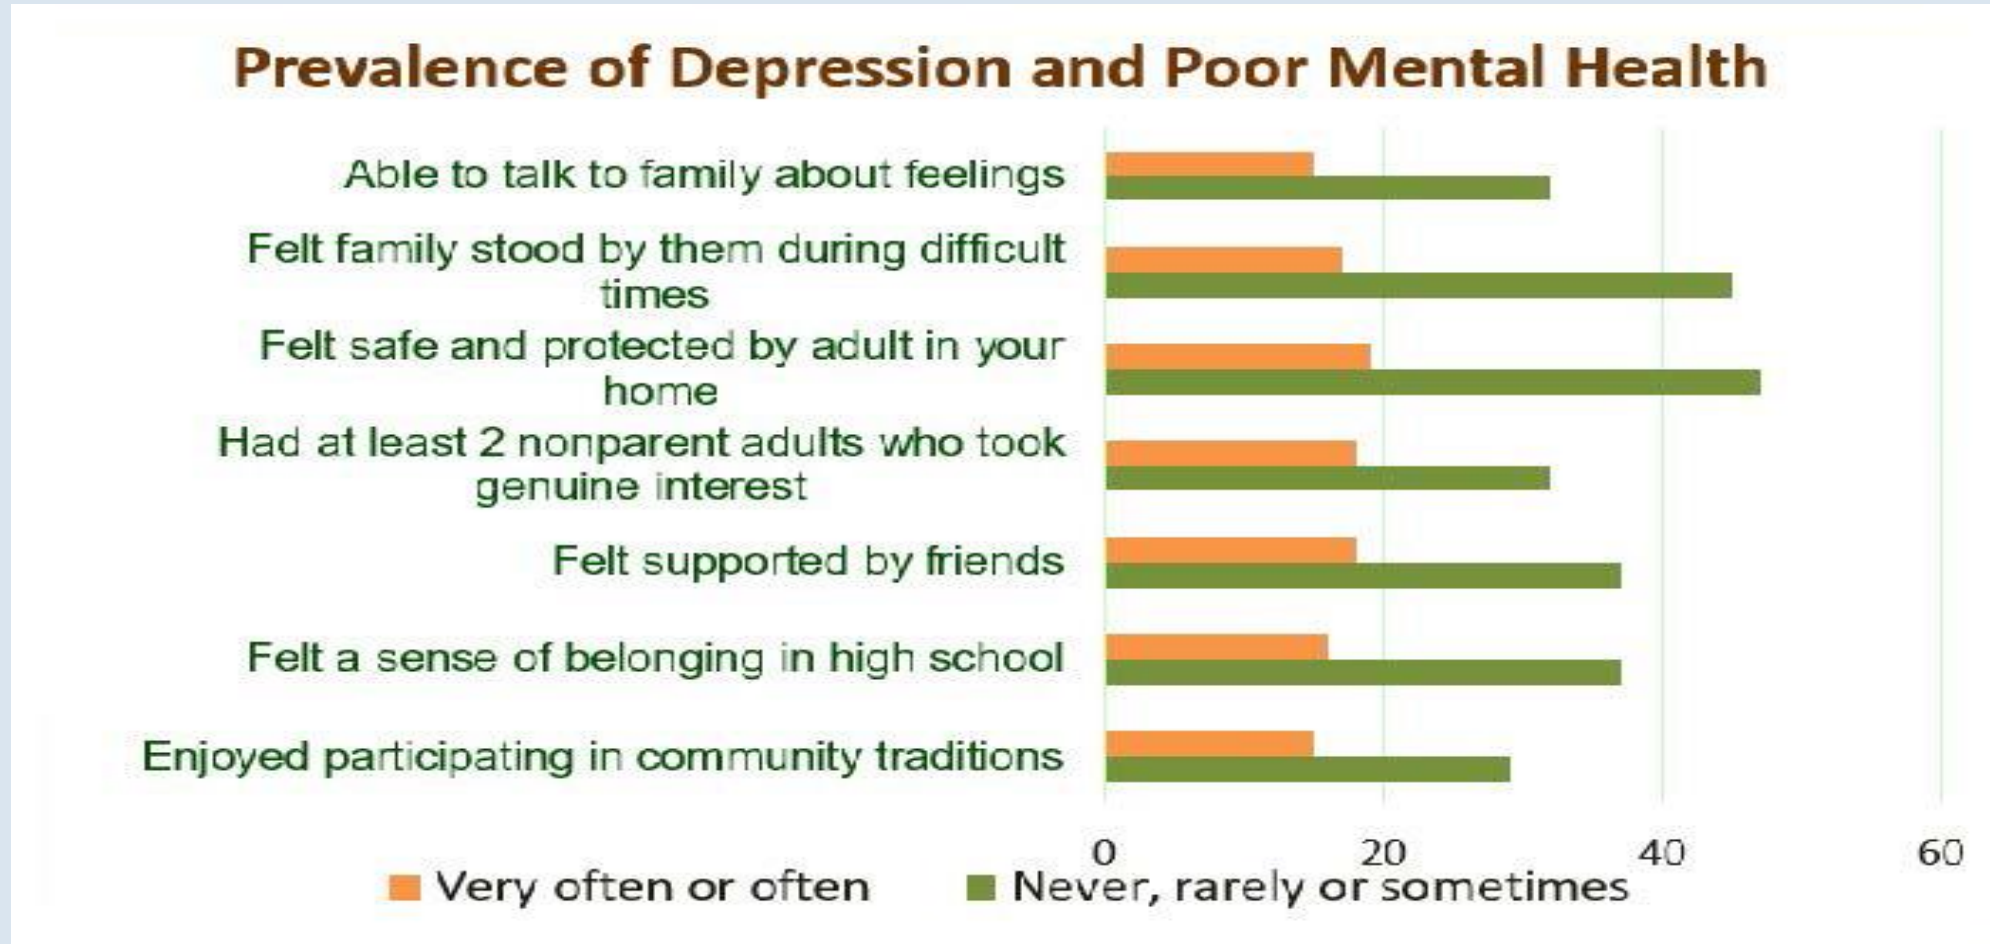 Prevalence of Depression and Poor Mental Health
Able to talk to family about feelings
Felt family stood by them during difficult
times
Felt safe and protected by adult in your
home
Had at least 2 nonparent adults who took
genuine interest
Felt supported by friends
Felt a sense of belonging in high school
Enjoyed participating in community traditions
0 20 40 60
Very often or often Never, rarely or sometimes